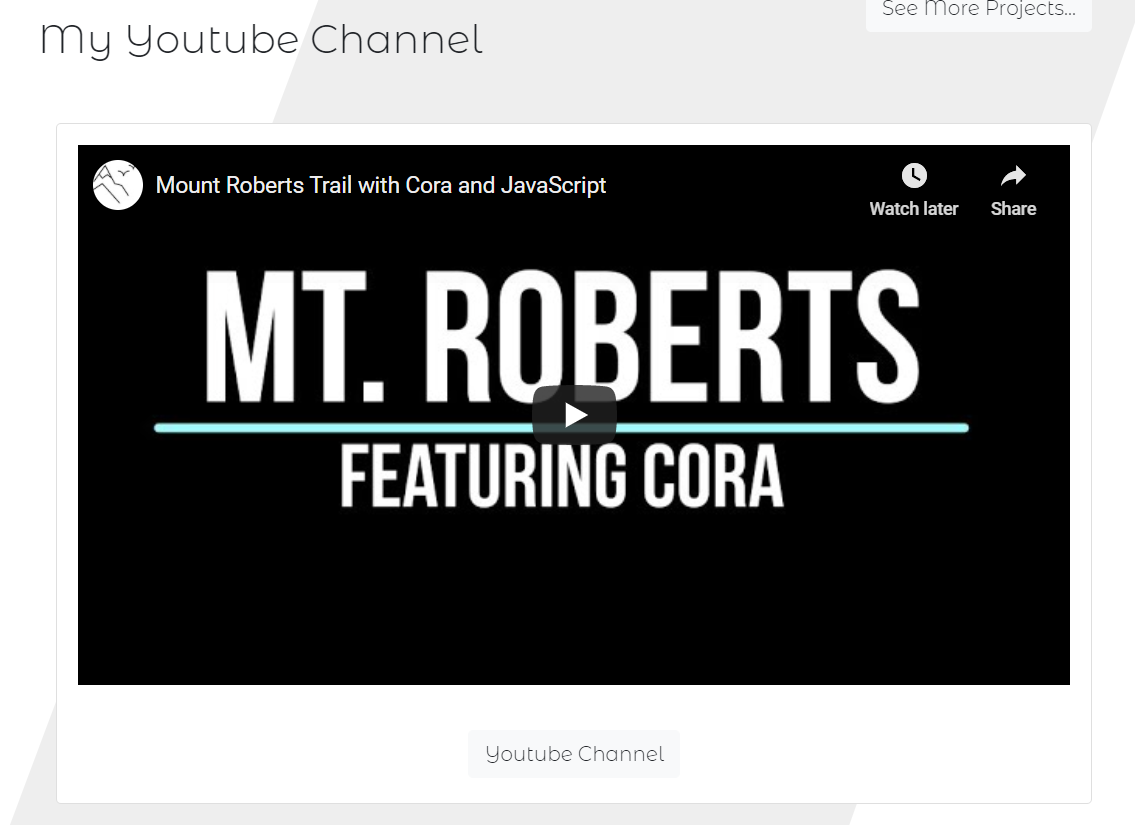 See More Projects...
My Youtube Channel
Mount Roberts Trail with Cora and JavaScript
Watch later
Share
MT. ROBERTS
FEATURING CORA
Youtube Channel